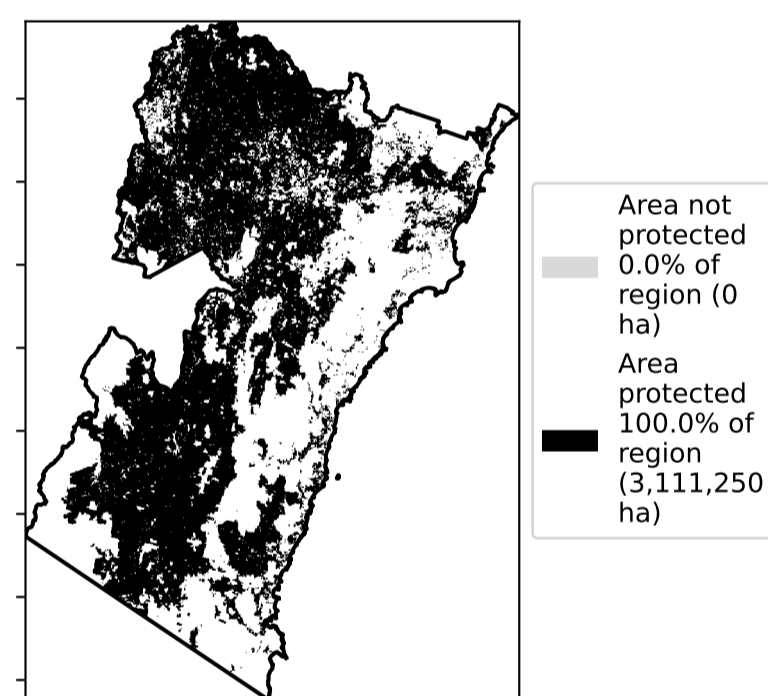 Area not
protected
0.0% of
region (0
ha)
Area
protected
100.0% of
region
(3,111,250
ha)